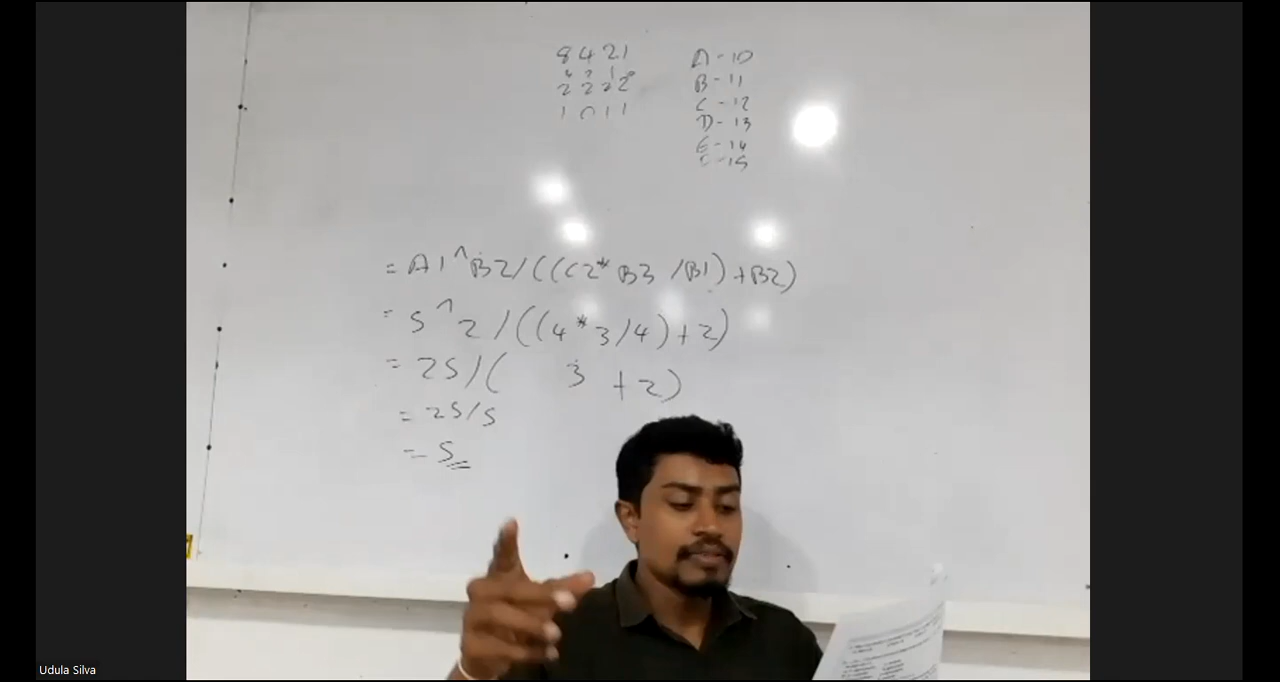 8 4 2 1
2³ 2² 2¹ 2⁰
1 0 1 1
A - 10
B - 11
C - 12
D - 13
E - 14
= A1^B2/((C2*B3/B1)+B2)
= 5^2/((4*3/4)+2)
= 25/( 3 +2)
= 25/5
= 5
Udula Silva